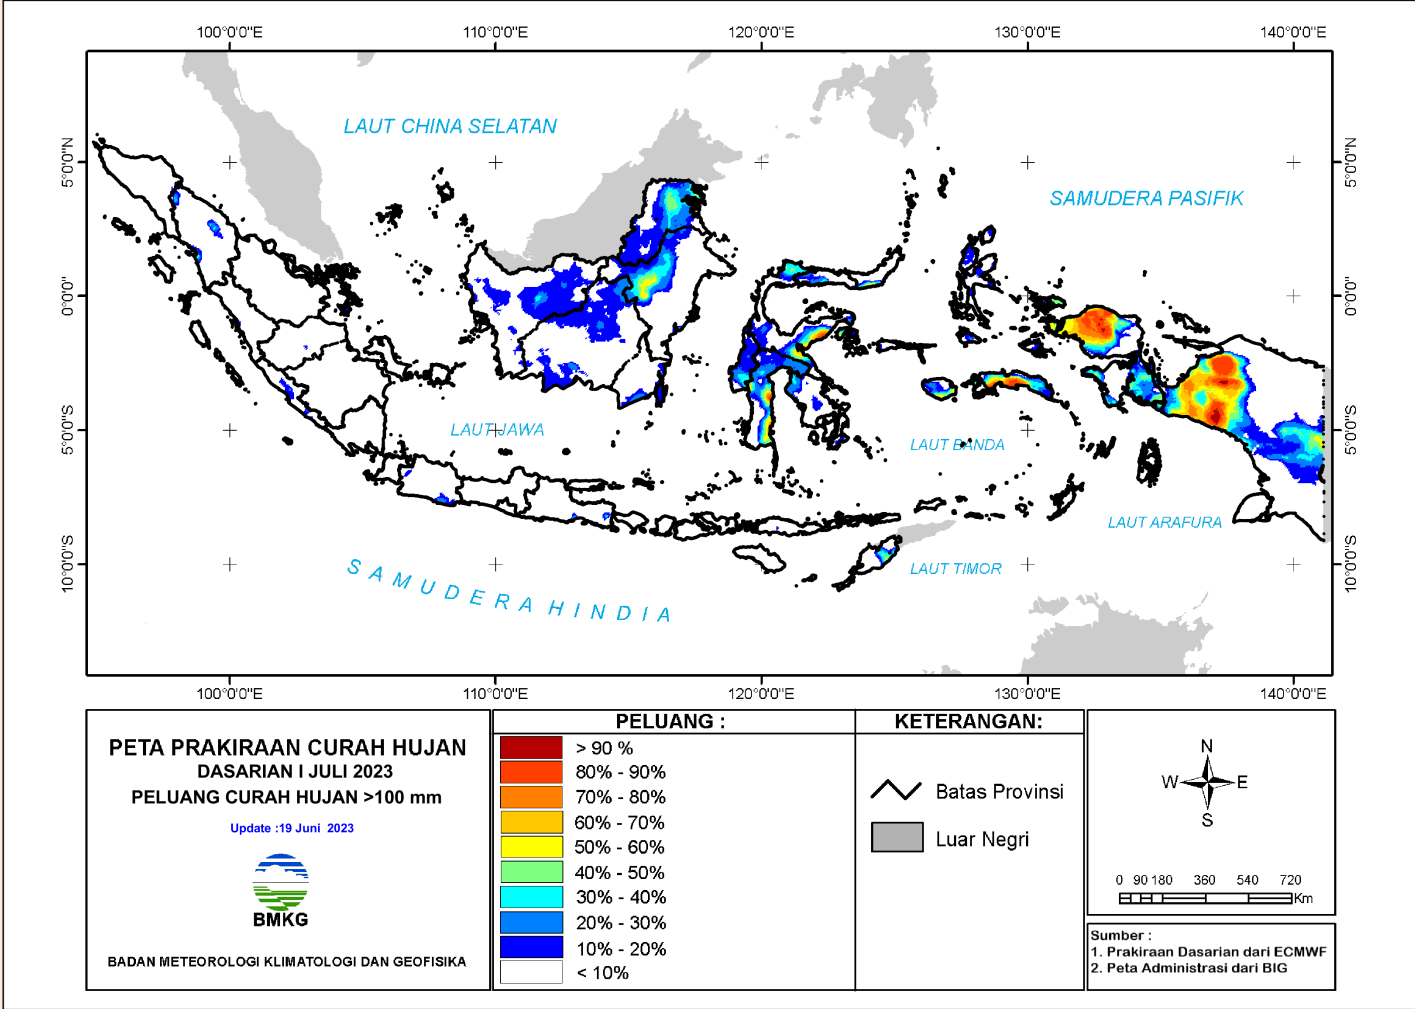 100°0'0"E 110°0'0"E 120°0'0"E 130°0'0"E 140°0'0"E
5°0'0"N
0°0'0"
5°0'0"S
10°0'0"S
LAUT CHINA SELATAN
SAMUDERA PASIFIK
LAUT JAWA
LAUT BANDA
LAUT ARAFURA
LAUT TIMOR
SAMUDERA HINDIA
5°0'0"N
0°0'0"
5°0'0"S
10°0'0"S
100°0'0"E 110°0'0"E 120°0'0"E 130°0'0"E 140°0'0"E
PETA PRAKIRAAN CURAH HUJAN
DASARIAN I JULI 2023
PELUANG CURAH HUJAN >100 mm
Update :19 Juni 2023
BMKG
BADAN METEOROLOGI KLIMATOLOGI DAN GEOFISIKA
PELUANG :
> 90 %
80% - 90%
70% - 80%
60% - 70%
50% - 60%
40% - 50%
30% - 40%
20% - 30%
10% - 20%
< 10%
KETERANGAN:
Batas Provinsi
Luar Negri
N
W E
S
0 90 180 360 540 720
Km
Sumber :
1. Prakiraan Dasarian dari ECMWF
2. Peta Administrasi dari BIG